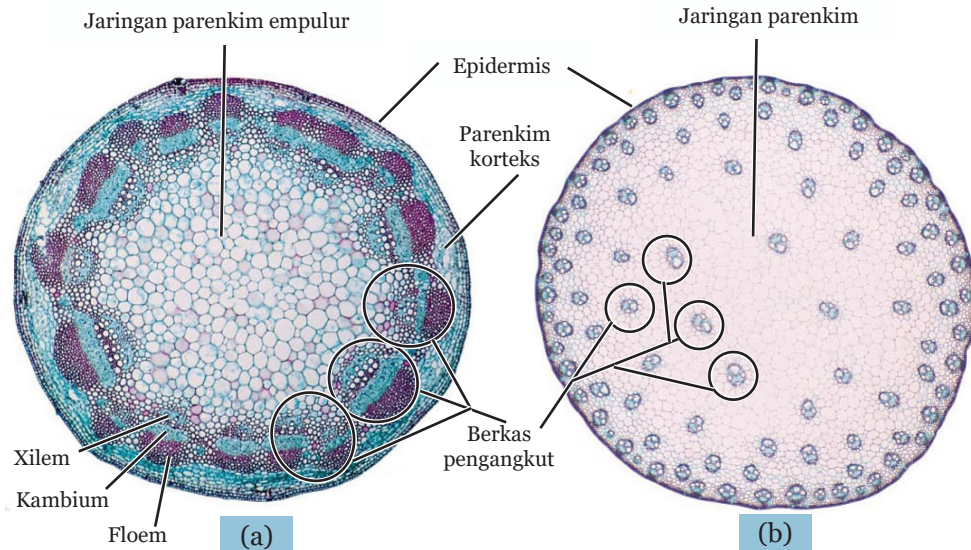 Jaringan parenkim empulur
Jaringan parenkim
Epidermis
Parenkim
korteks
Berkas
pengangkut
Xilem
Kambium
Floem
(a)
(b)